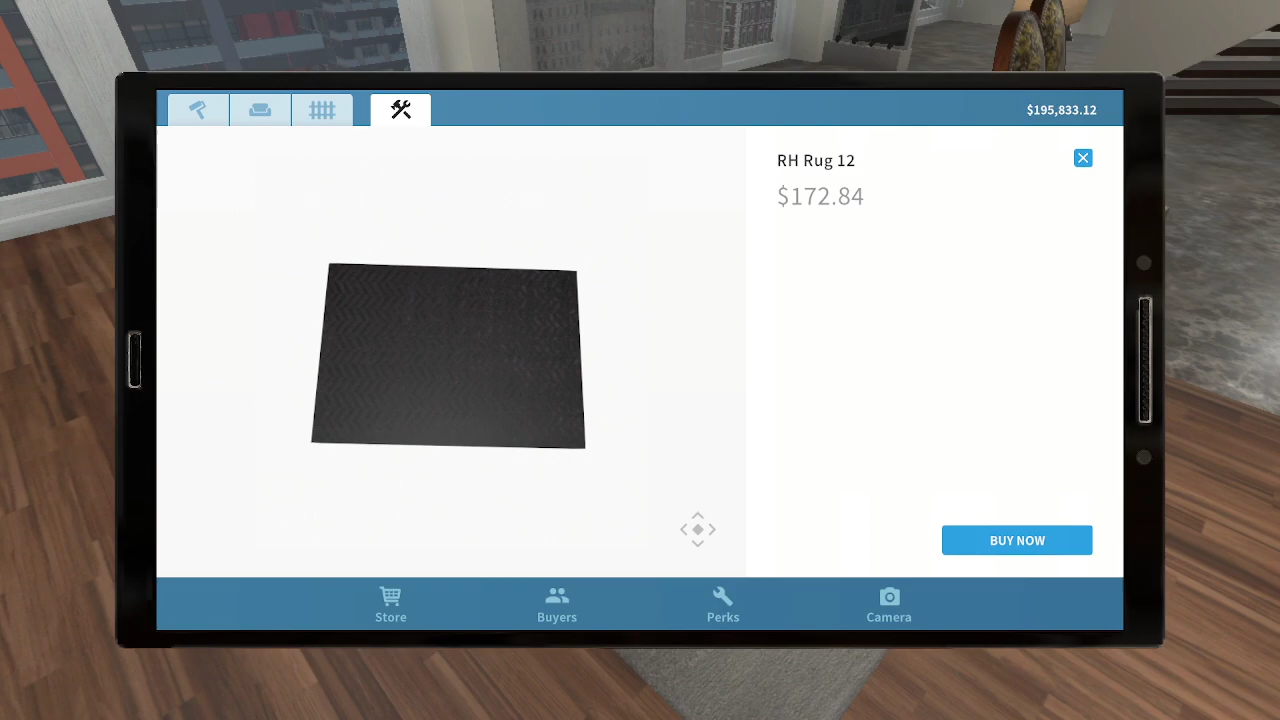 $195,833.12
RH Rug 12
$172.84
BUY NOW
Store
Buyers
Perks
Camera